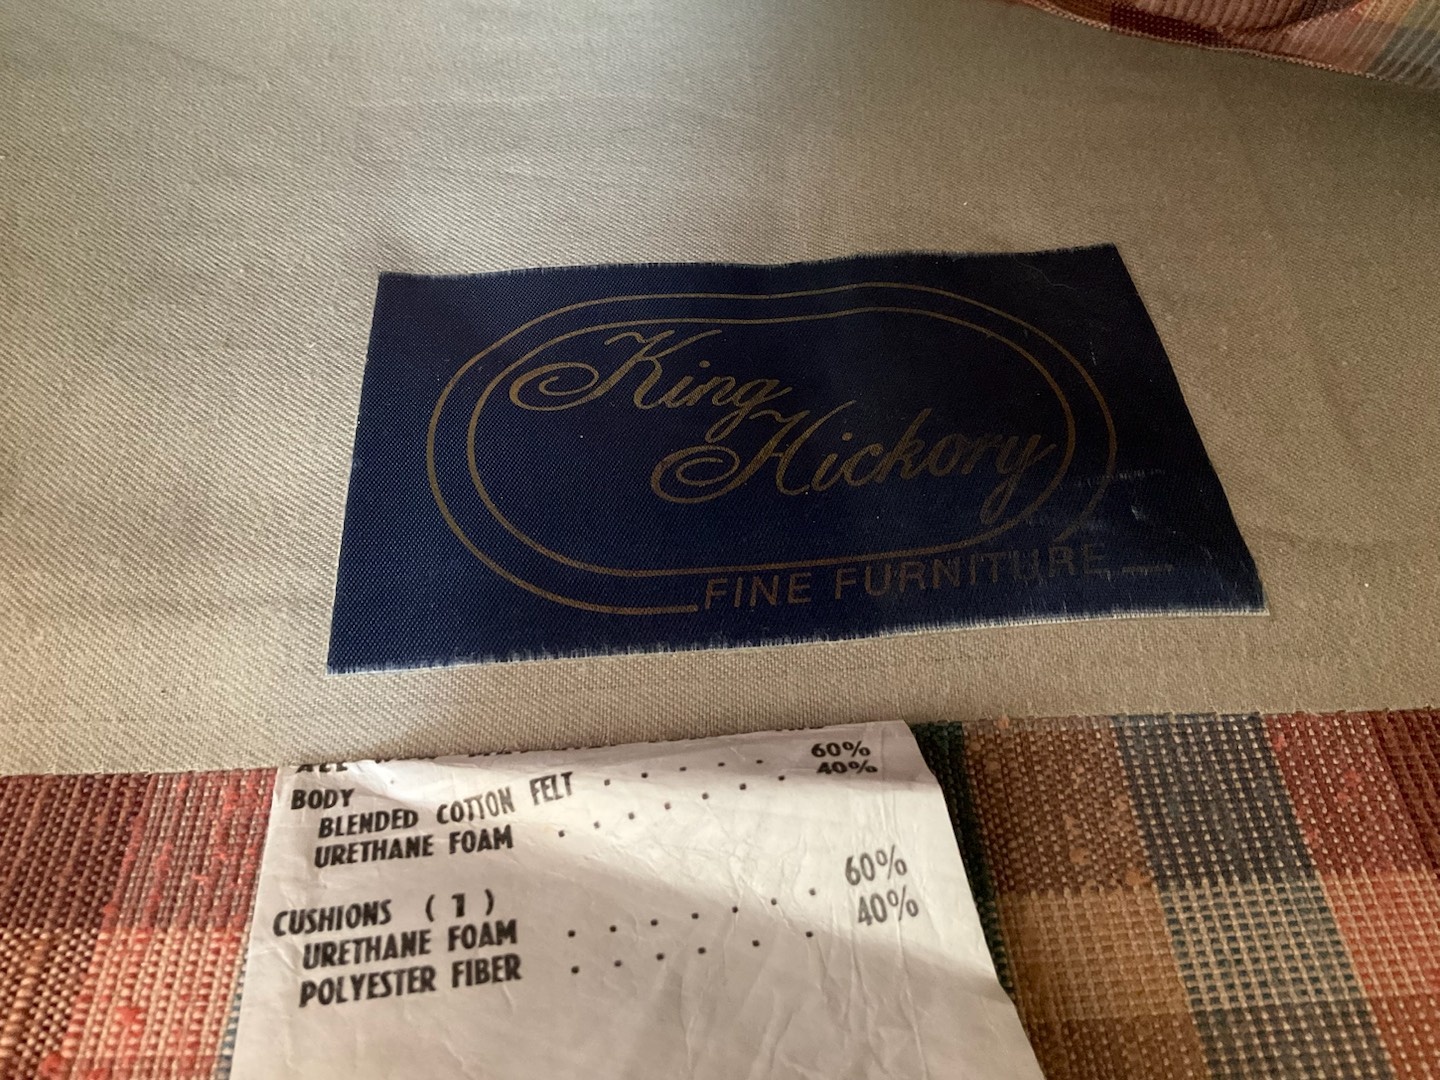 King
Hickory
FINE FURNITURE
ALL
BODY
BLENDED COTTON FELT . . . . . 60%
URETHANE FOAM . . . . . . 40%
CUSHIONS ( 1 )
URETHANE FOAM . . . . . . . 60%
POLYESTER FIBER . . . . . . 40%